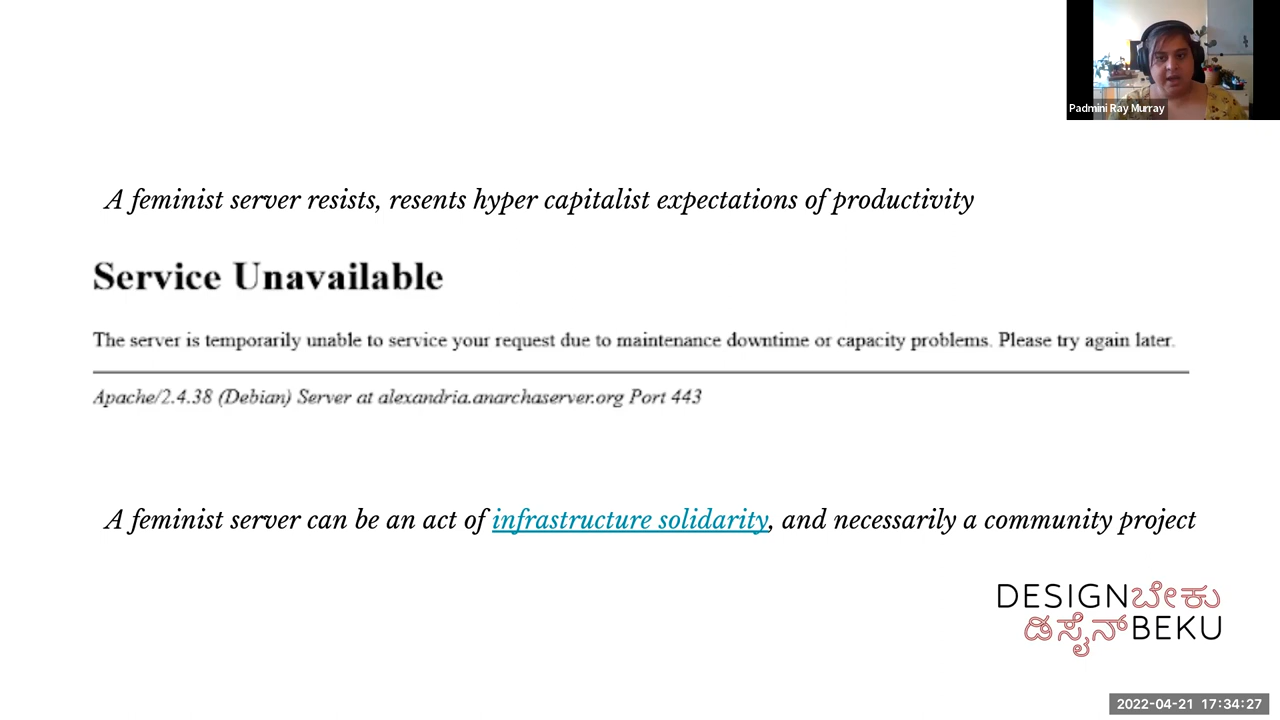 Padmini Ray Murray
A feminist server resists, resents hyper capitalist expectations of productivity
Service Unavailable
The server is temporarily unable to service your request due to maintenance downtime or capacity problems. Please try again later.
Apache/2.4.38 (Debian) Server at alexandria.anarchaserver.org Port 443
A feminist server can be an act of infrastructure solidarity, and necessarily a community project
DESIGNಬೇಕು
ಡಿಸೈನ್BEKU
2022-04-21 17:34:27